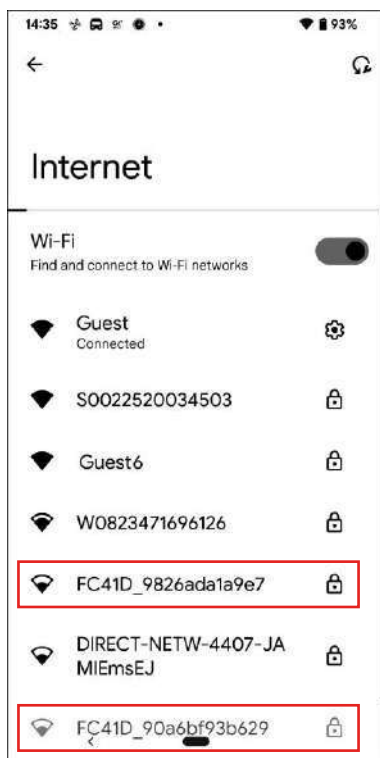 14:35 93%
Internet
Wi-Fi
Find and connect to Wi-Fi networks
Guest
Connected
S0022520034503
Guest6
W0823471696126
FC41D_9826ada1a9e7
DIRECT-NETW-4407-JA
MIEmsEJ
FC41D_90a6bf93b629